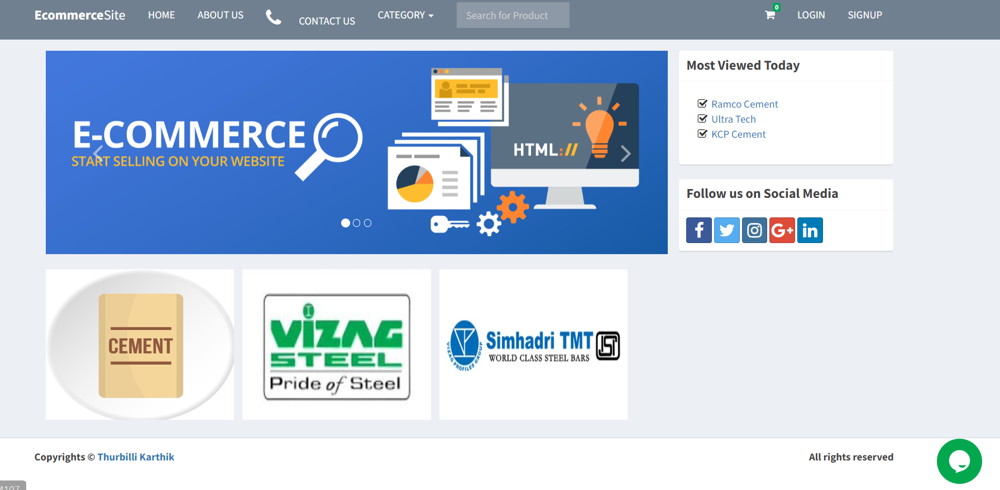 EcommerceSite HOME ABOUT US CONTACT US CATEGORY Search for Product 0 LOGIN SIGNUP
E-COMMERCE
START SELLING ON YOUR WEBSITE
HTML://
Most Viewed Today
Ramco Cement
Ultra Tech
KCP Cement
Follow us on Social Media
f G+ in
CEMENT
VIZAG
STEEL
Pride of Steel
VIZAG PROFILES GROUP
Simhadri TMT
WORLD CLASS STEEL BARS
ISI
Copyrights © Thurbilli Karthik All rights reserved